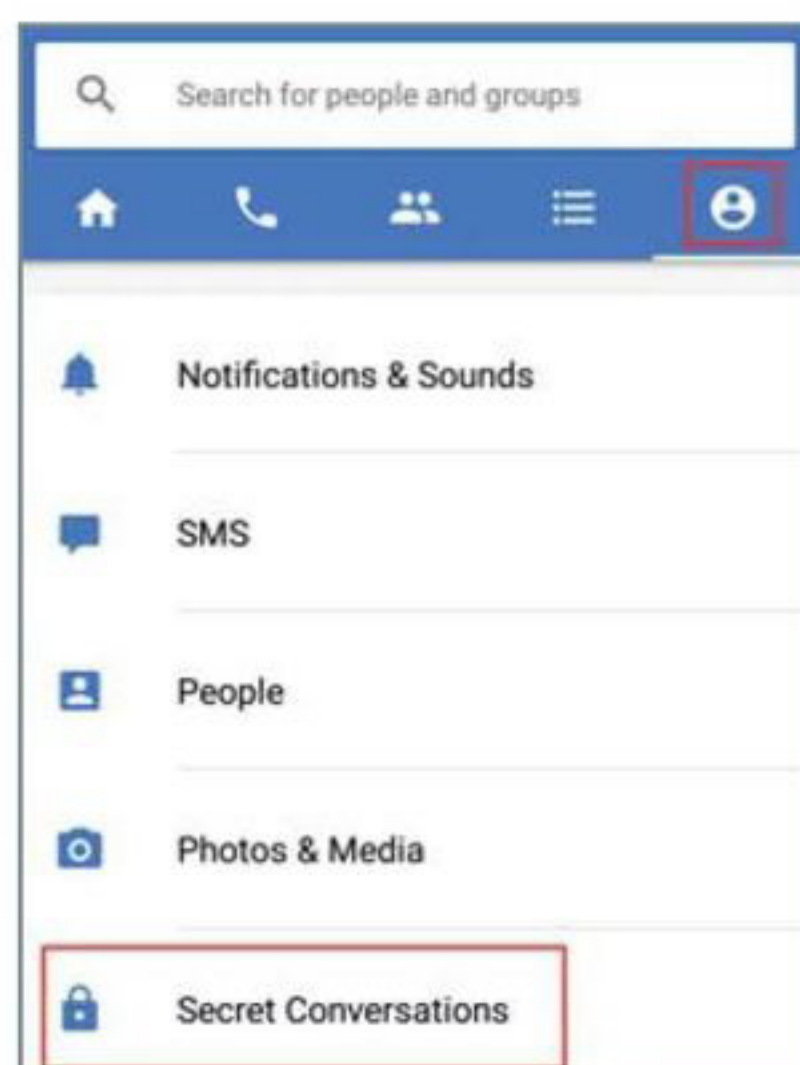 Search for people and groups
Notifications & Sounds
SMS
People
Photos & Media
Secret Conversations